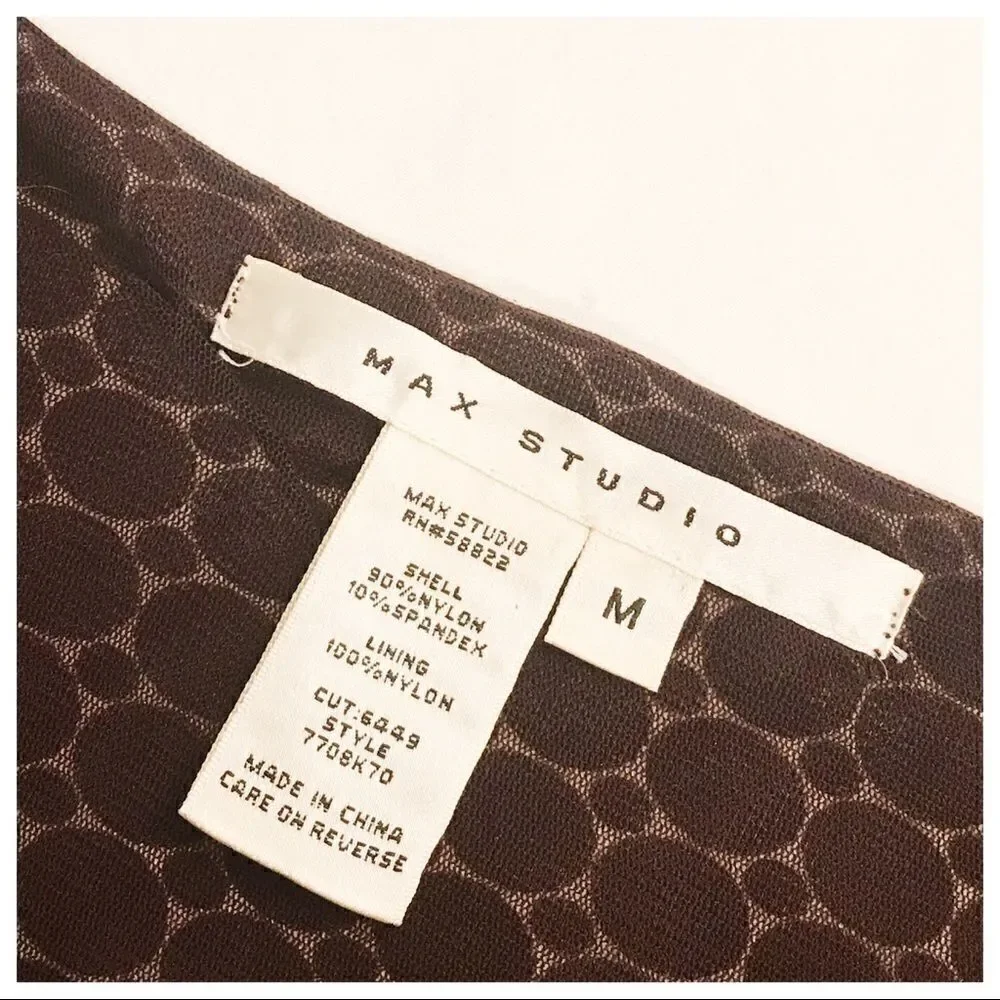 MAX STUDIO
MAX STUDIO
RN#58822
SHELL
90%NYLON
10%SPANDEX
LINING
100%NYLON
CUT:6449
STYLE
7708K70
MADE IN CHINA
CARE ON REVERSE
M